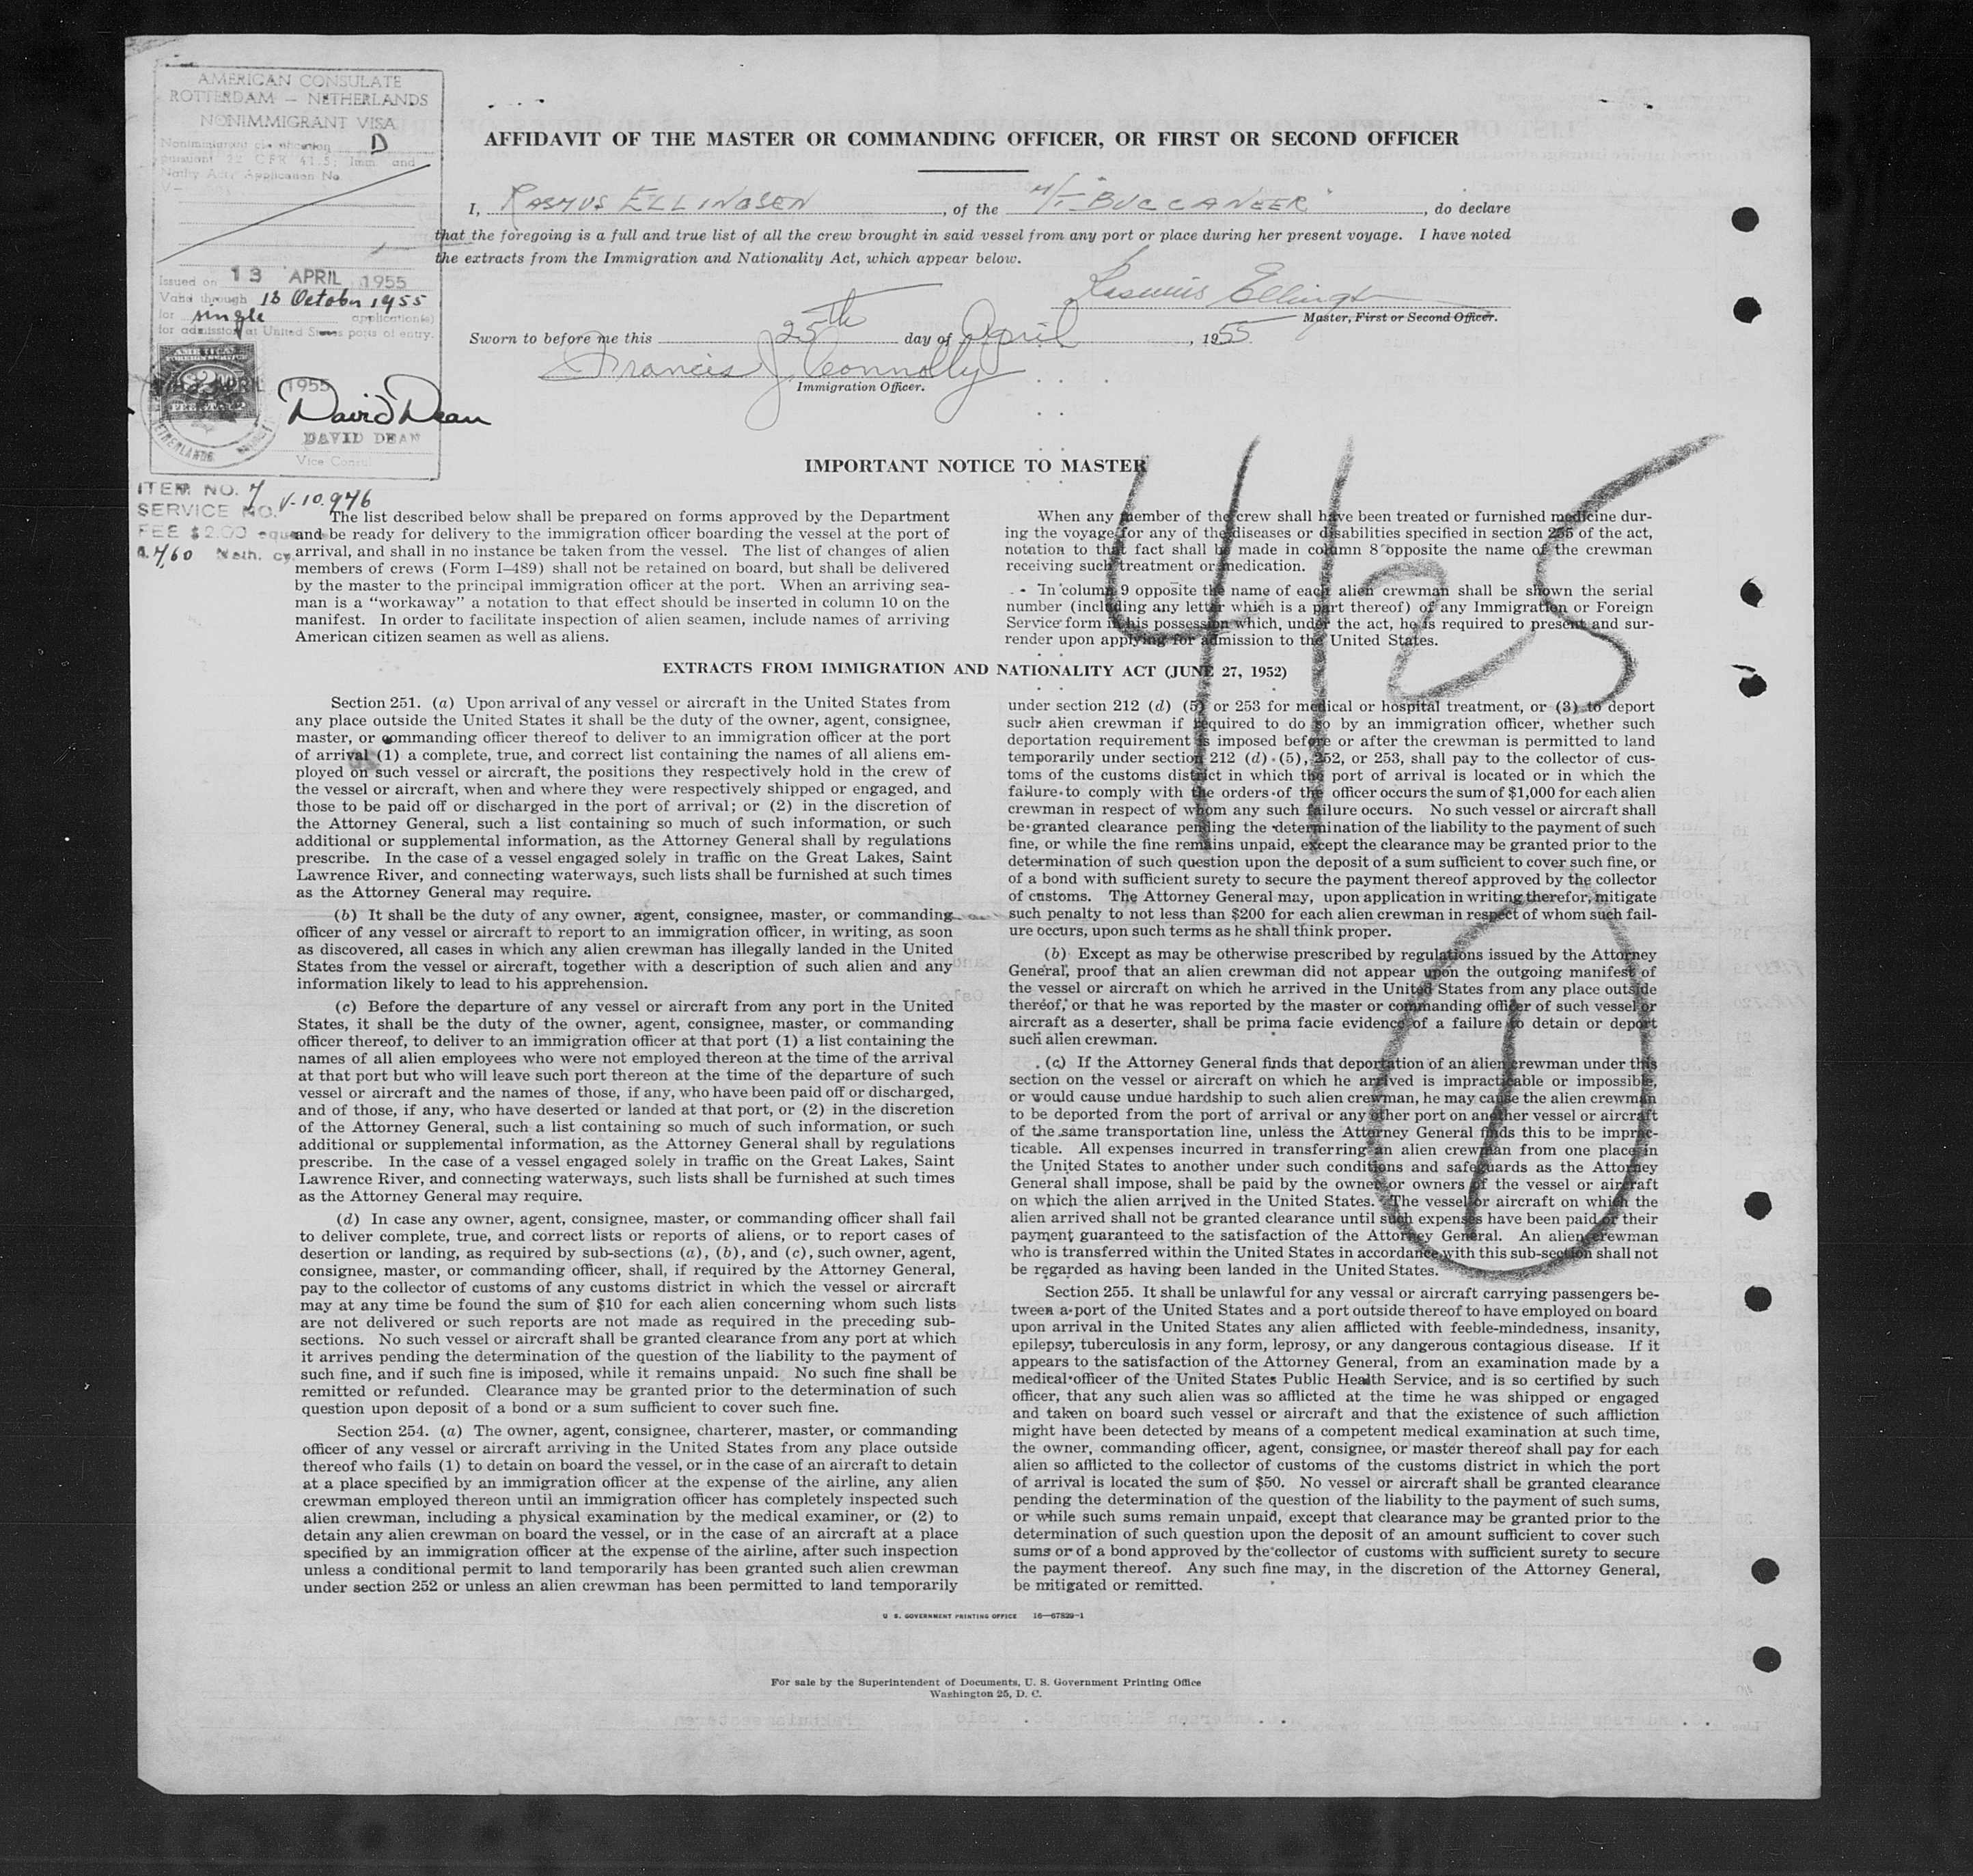 AMERICAN CONSULATE
ROTTERDAM — NETHERLANDS
NONIMMIGRANT VISA
Nonimmigrant classification D
pursuant 22 CFR 41.5; Imm. and
Natly Act; Application No.
V—
Issued on 13 APRIL 1955
Valid through 13 October 1955
for single application(s)
for admission at United States ports of entry.
APRIL 1955
David Dean
DAVID DEAN
Vice Consul
ITEM NO. 7
SERVICE NO. V-10.976
FEE $2.00
Neth. cy.
AFFIDAVIT OF THE MASTER OR COMMANDING OFFICER, OR FIRST OR SECOND OFFICER
I, RASMUS ELLINGSEN, of the M/T "BUCCANEER", do declare
that the foregoing is a full and true list of all the crew brought in said vessel from any port or place during her present voyage. I have noted
the extracts from the Immigration and Nationality Act, which appear below.
Rasmus Ellingsen
Master, First or Second Officer.
Sworn to before me this 25th day of April, 1955
Francis J. Connolly
Immigration Officer.
IMPORTANT NOTICE TO MASTER
The list described below shall be prepared on forms approved by the Department
and be ready for delivery to the immigration officer boarding the vessel at the port of
arrival, and shall in no instance be taken from the vessel. The list of changes of alien
members of crews (Form I–489) shall not be retained on board, but shall be delivered
by the master to the principal immigration officer at the port. When an arriving sea-
man is a “workaway” a notation to that effect should be inserted in column 10 on the
manifest. In order to facilitate inspection of alien seamen, include names of arriving
American citizen seamen as well as aliens.
When any member of the crew shall have been treated or furnished medicine dur-
ing the voyage for any of the diseases or disabilities specified in section 255 of the act,
notation to that fact shall be made in column 8 opposite the name of the crewman
receiving such treatment or medication.
In column 9 opposite the name of each alien crewman shall be shown the serial
number (including any letter which is a part thereof) of any Immigration or Foreign
Service form in his possession which, under the act, he is required to present and sur-
render upon applying for admission to the United States.
4125
EXTRACTS FROM IMMIGRATION AND NATIONALITY ACT (JUNE 27, 1952)
Section 251. (a) Upon arrival of any vessel or aircraft in the United States from
any place outside the United States it shall be the duty of the owner, agent, consignee,
master, or commanding officer thereof to deliver to an immigration officer at the port
of arrival (1) a complete, true, and correct list containing the names of all aliens em-
ployed on such vessel or aircraft, the positions they respectively hold in the crew of
the vessel or aircraft, when and where they were respectively shipped or engaged, and
those to be paid off or discharged in the port of arrival; or (2) in the discretion of
the Attorney General, such a list containing so much of such information, or such
additional or supplemental information, as the Attorney General shall by regulations
prescribe. In the case of a vessel engaged solely in traffic on the Great Lakes, Saint
Lawrence River, and connecting waterways, such lists shall be furnished at such times
as the Attorney General may require.
(b) It shall be the duty of any owner, agent, consignee, master, or commanding
officer of any vessel or aircraft to report to an immigration officer, in writing, as soon
as discovered, all cases in which any alien crewman has illegally landed in the United
States from the vessel or aircraft, together with a description of such alien and any
information likely to lead to his apprehension.
(c) Before the departure of any vessel or aircraft from any port in the United
States, it shall be the duty of the owner, agent, consignee, master, or commanding
officer thereof, to deliver to an immigration officer at that port (1) a list containing the
names of all alien employees who were not employed thereon at the time of the arrival
at that port but who will leave such port thereon at the time of the departure of such
vessel or aircraft and the names of those, if any, who have been paid off or discharged,
and of those, if any, who have deserted or landed at that port, or (2) in the discretion
of the Attorney General, such a list containing so much of such information, or such
additional or supplemental information, as the Attorney General shall by regulations
prescribe. In the case of a vessel engaged solely in traffic on the Great Lakes, Saint
Lawrence River, and connecting waterways, such lists shall be furnished at such times
as the Attorney General may require.
(d) In case any owner, agent, consignee, master, or commanding officer shall fail
to deliver complete, true, and correct lists or reports of aliens, or to report cases of
desertion or landing, as required by sub-sections (a), (b), and (c), such owner, agent,
consignee, master, or commanding officer, shall, if required by the Attorney General,
pay to the collector of customs of any customs district in which the vessel or aircraft
may at any time be found the sum of $10 for each alien concerning whom such lists
are not delivered or such reports are not made as required in the preceding sub-
sections. No such vessel or aircraft shall be granted clearance from any port at which
it arrives pending the determination of the question of the liability to the payment of
such fine, and if such fine is imposed, while it remains unpaid. No such fine shall be
remitted or refunded. Clearance may be granted prior to the determination of such
question upon deposit of a bond or a sum sufficient to cover such fine.
Section 254. (a) The owner, agent, consignee, charterer, master, or commanding
officer of any vessel or aircraft arriving in the United States from any place outside
thereof who fails (1) to detain on board the vessel, or in the case of an aircraft to detain
at a place specified by an immigration officer at the expense of the airline, any alien
crewman employed thereon until an immigration officer has completely inspected such
alien crewman, including a physical examination by the medical examiner, or (2) to
detain any alien crewman on board the vessel, or in the case of an aircraft at a place
specified by an immigration officer at the expense of the airline, after such inspection
unless a conditional permit to land temporarily has been granted such alien crewman
under section 252 or unless an alien crewman has been permitted to land temporarily
under section 212 (d) (5) or 253 for medical or hospital treatment, or (3) to deport
such alien crewman if required to do so by an immigration officer, whether such
deportation requirement is imposed before or after the crewman is permitted to land
temporarily under section 212 (d) (5), 252, or 253, shall pay to the collector of cus-
toms of the customs district in which the port of arrival is located or in which the
failure to comply with the orders of the officer occurs the sum of $1,000 for each alien
crewman in respect of whom any such failure occurs. No such vessel or aircraft shall
be granted clearance pending the determination of the liability to the payment of such
fine, or while the fine remains unpaid, except the clearance may be granted prior to the
determination of such question upon the deposit of a sum sufficient to cover such fine, or
of a bond with sufficient surety to secure the payment thereof approved by the collector
of customs. The Attorney General may, upon application in writing therefor, mitigate
such penalty to not less than $200 for each alien crewman in respect of whom such fail-
ure occurs, upon such terms as he shall think proper.
(b) Except as may be otherwise prescribed by regulations issued by the Attorney
General, proof that an alien crewman did not appear upon the outgoing manifest of
the vessel or aircraft on which he arrived in the United States from any place outside
thereof, or that he was reported by the master or commanding officer of such vessel or
aircraft as a deserter, shall be prima facie evidence of a failure to detain or deport
such alien crewman.
(c) If the Attorney General finds that deportation of an alien crewman under this
section on the vessel or aircraft on which he arrived is impracticable or impossible,
or would cause undue hardship to such alien crewman, he may cause the alien crewman
to be deported from the port of arrival or any other port on another vessel or aircraft
of the same transportation line, unless the Attorney General finds this to be imprac-
ticable. All expenses incurred in transferring an alien crewman from one place in
the United States to another under such conditions and safeguards as the Attorney
General shall impose, shall be paid by the owner or owners of the vessel or aircraft
on which the alien arrived in the United States. The vessel or aircraft on which the
alien arrived shall not be granted clearance until such expenses have been paid or their
payment guaranteed to the satisfaction of the Attorney General. An alien crewman
who is transferred within the United States in accordance with this sub-section shall not
be regarded as having been landed in the United States.
1
Section 255. It shall be unlawful for any vessal or aircraft carrying passengers be-
tween a port of the United States and a port outside thereof to have employed on board
upon arrival in the United States any alien afflicted with feeble-mindedness, insanity,
epilepsy, tuberculosis in any form, leprosy, or any dangerous contagious disease. If it
appears to the satisfaction of the Attorney General, from an examination made by a
medical officer of the United States Public Health Service, and is so certified by such
officer, that any such alien was so afflicted at the time he was shipped or engaged
and taken on board such vessel or aircraft and that the existence of such affliction
might have been detected by means of a competent medical examination at such time,
the owner, commanding officer, agent, consignee, or master thereof shall pay for each
alien so afflicted to the collector of customs of the customs district in which the port
of arrival is located the sum of $50. No vessel or aircraft shall be granted clearance
pending the determination of the question of the liability to the payment of such sums,
or while such sums remain unpaid, except that clearance may be granted prior to the
determination of such question upon the deposit of an amount sufficient to cover such
sums or of a bond approved by the collector of customs with sufficient surety to secure
the payment thereof. Any such fine may, in the discretion of the Attorney General,
be mitigated or remitted.
U. S. GOVERNMENT PRINTING OFFICE 16—67829-1
For sale by the Superintendent of Documents, U. S. Government Printing Office
Washington 25, D. C.